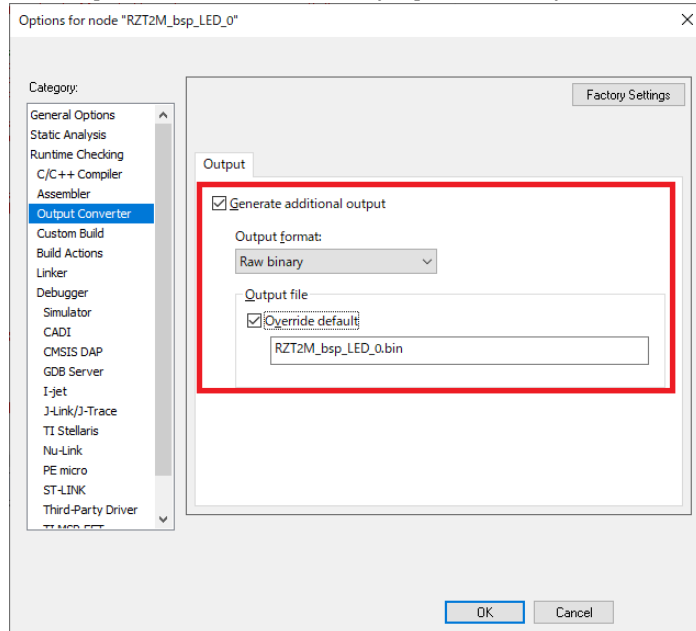 Options for node "RZT2M_bsp_LED_0"
Category:
Factory Settings
General Options
Static Analysis
Runtime Checking
C/C++ Compiler
Assembler
Output Converter
Custom Build
Build Actions
Linker
Debugger
Simulator
CADI
CMSIS DAP
GDB Server
I-jet
J-Link/J-Trace
TI Stellaris
Nu-Link
PE micro
ST-LINK
Third-Party Driver
Output
Generate additional output
Output format:
Raw binary
Output file
Override default
RZT2M_bsp_LED_0.bin
OK
Cancel